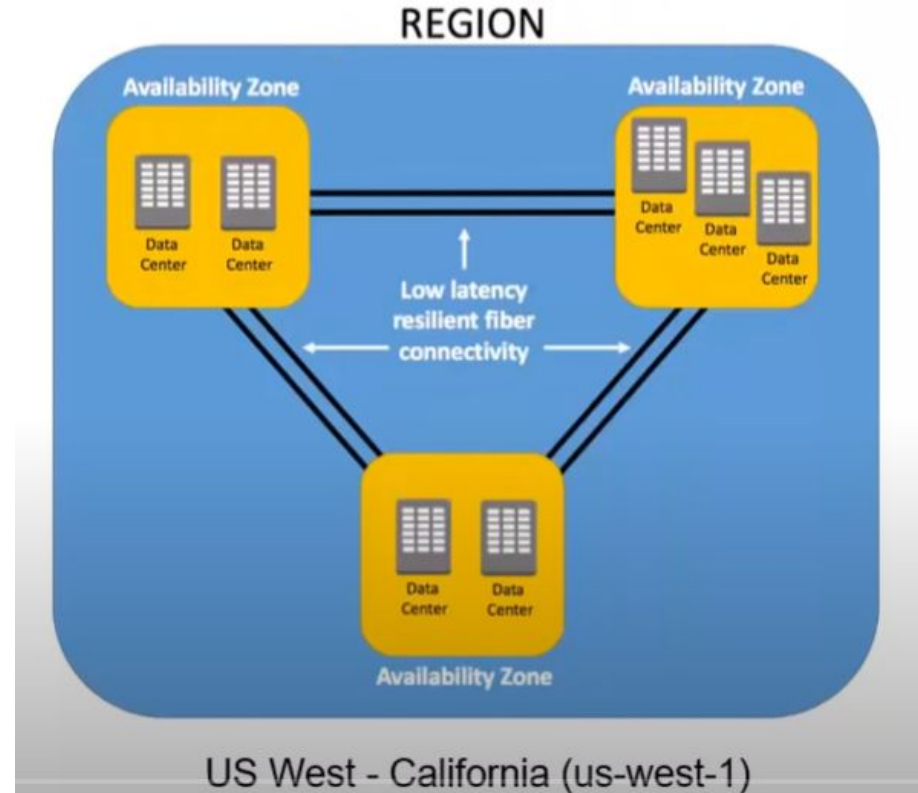 REGION
Availability Zone
Availability Zone
Data
Center
Data
Center
Data
Center
Data
Center
Data
Center
Low latency
resilient fiber
connectivity
Data
Center
Data
Center
Availability Zone
US West - California (us-west-1)